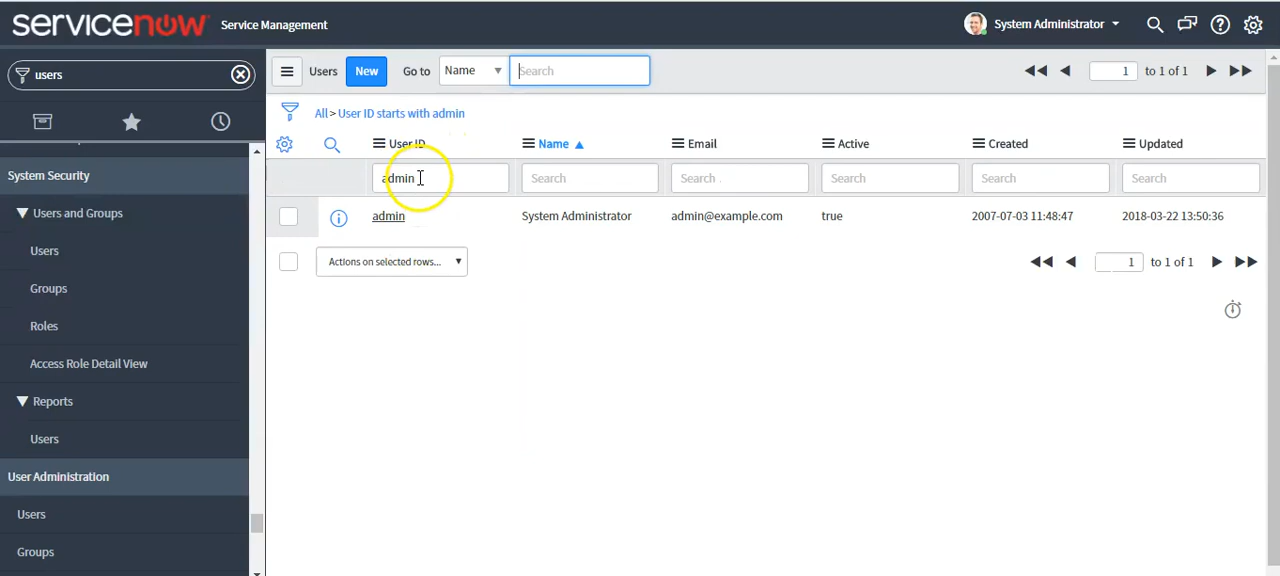 servicenow Service Management
System Administrator
users
Users New Go to Name Search 1 to 1 of 1
All > User ID starts with admin
User ID Name Email Active Created Updated
admin Search Search Search Search Search
admin System Administrator admin@example.com true 2007-07-03 11:48:47 2018-03-22 13:50:36
Actions on selected rows... 1 to 1 of 1
System Security
Users and Groups
Users
Groups
Roles
Access Role Detail View
Reports
Users
User Administration
Users
Groups